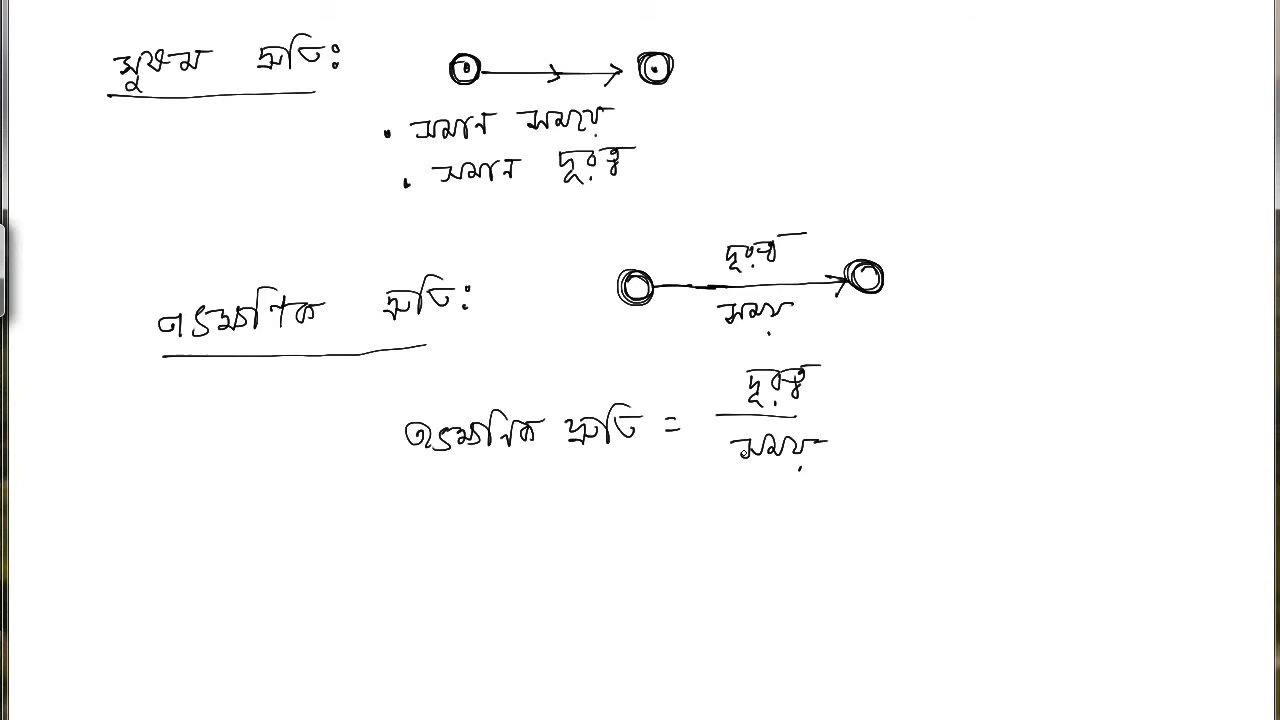 সুষম দ্রুতি:
• সমান সময়ে
• সমান দূরত্ব
তাৎক্ষণিক দ্রুতি:
দূরত্ব
সময়
তাৎক্ষণিক দ্রুতি = দূরত্ব / সময়